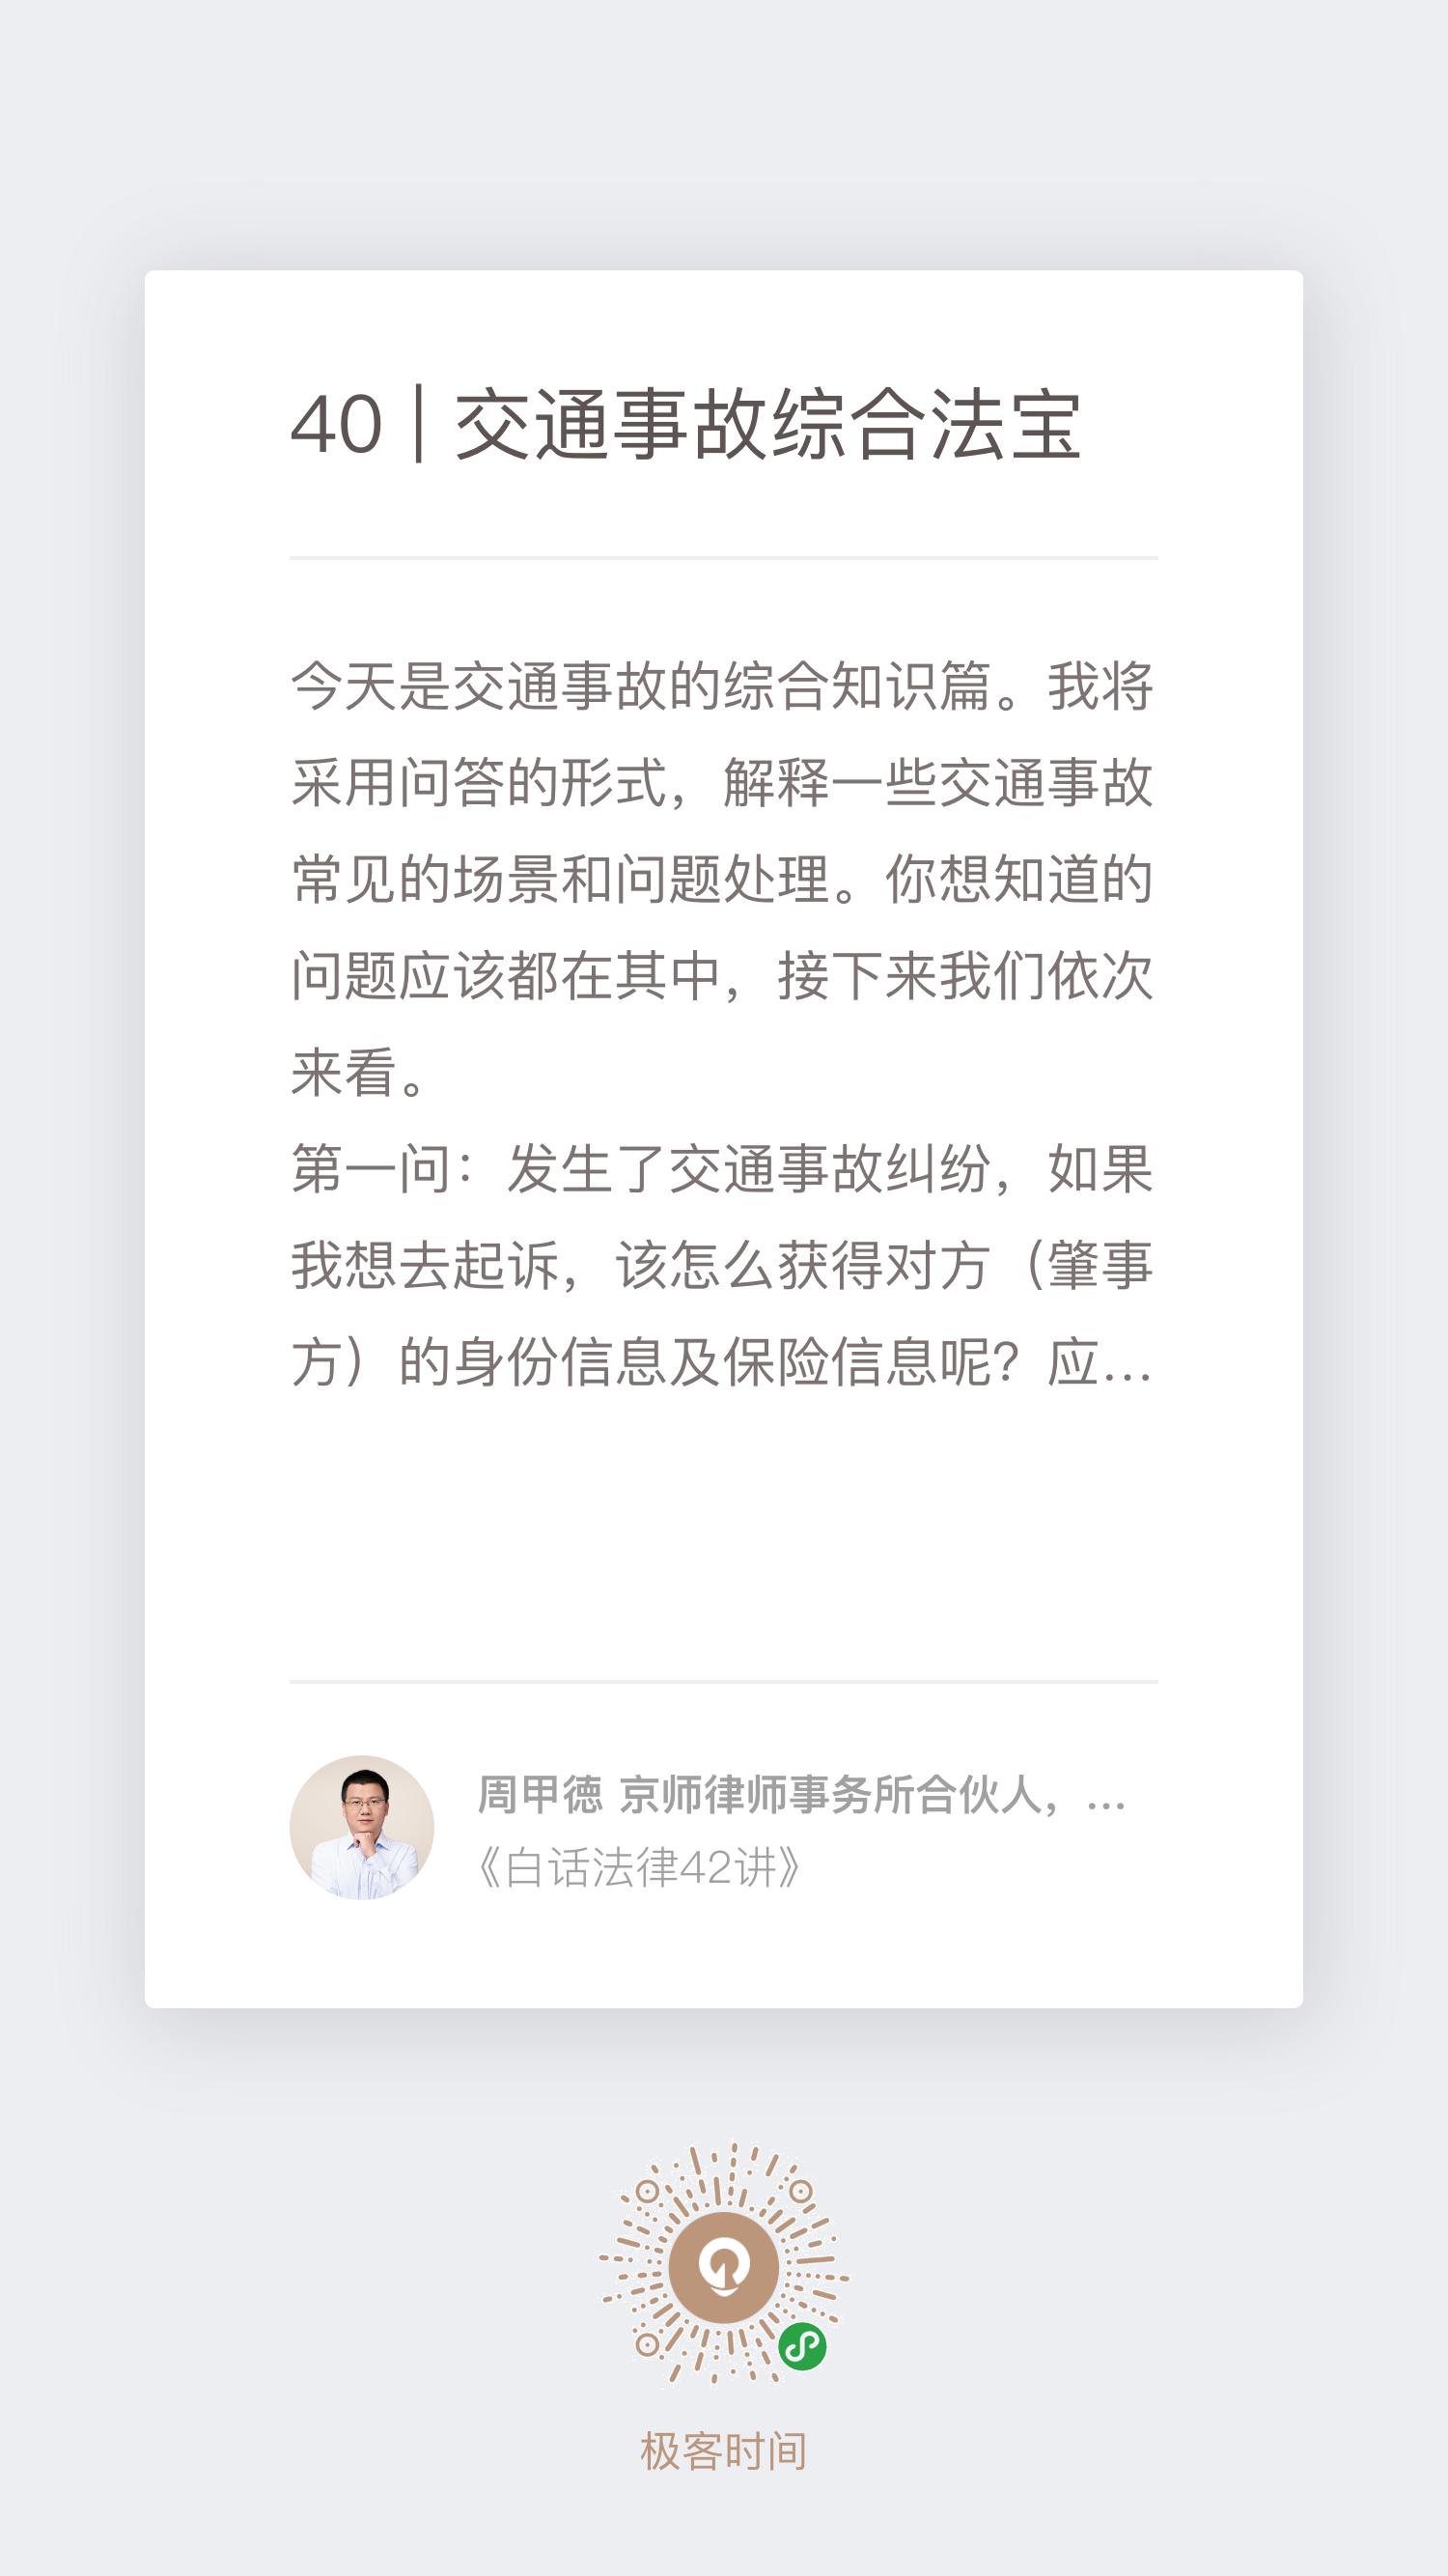 40 | 交通事故综合法宝
今天是交通事故的综合知识篇。我将
采用问答的形式，解释一些交通事故
常见的场景和问题处理。你想知道的
问题应该都在其中，接下来我们依次
来看。
第一问：发生了交通事故纠纷，如果
我想去起诉，该怎么获得对方（肇事
方）的身份信息及保险信息呢？应...
周甲德 京师律师事务所合伙人，...
《白话法律42讲》
极客时间